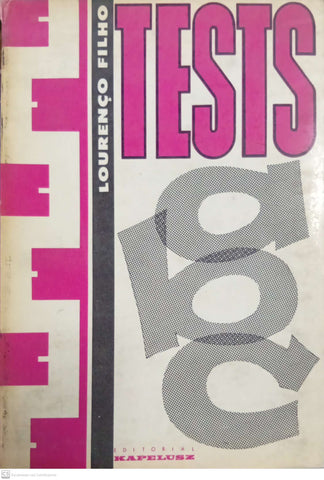 LOURENÇO FILHO
TESTS
abc
EDITORIAL
KAPELUSZ